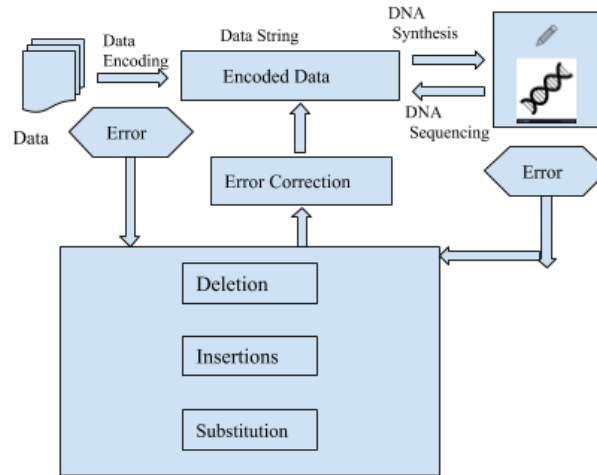 Data
Encoding
Data String
DNA
Synthesis
Encoded Data
DNA
Sequencing
Data
Error
Error Correction
Error
Deletion
Insertions
Substitution